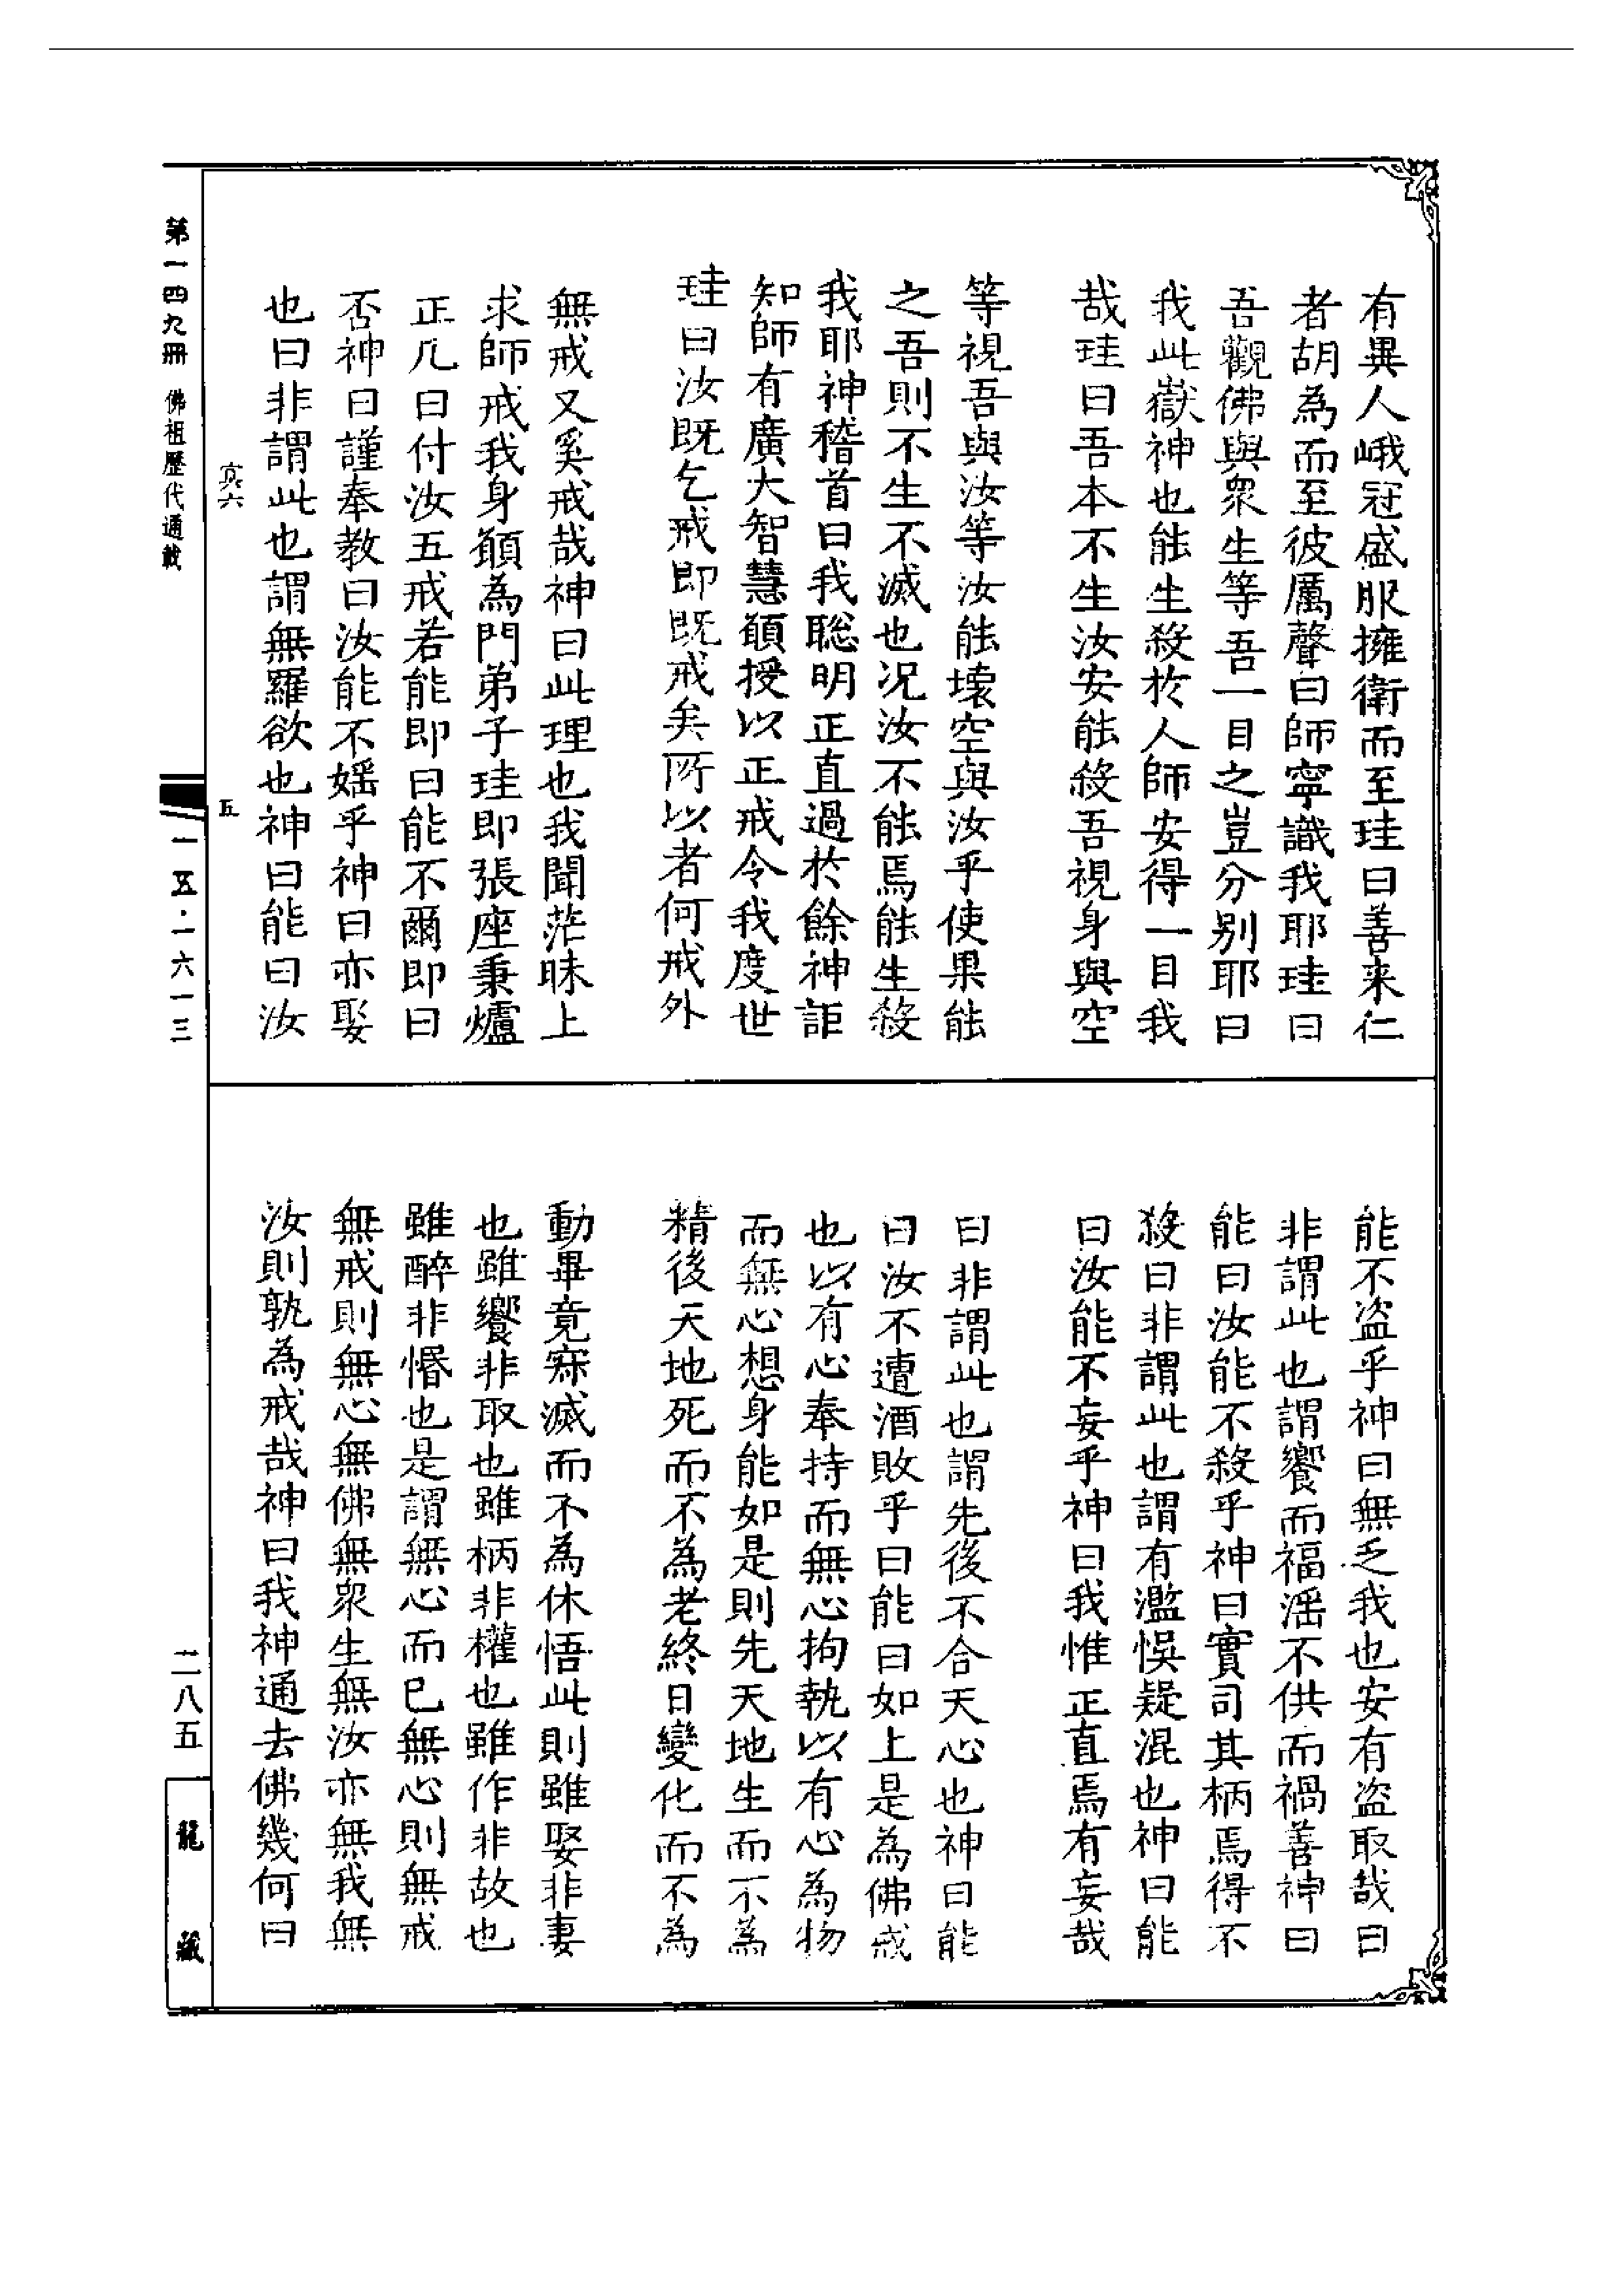 有異人峨冠盛服擁衛而至珪曰善来仁
者胡為而至彼厲聲曰師寧識我耶珪曰
吾觀佛與衆生等吾一目之豈分别耶曰
我此嶽神也能生殺於人師安得一目我
哉珪曰吾本不生汝安能殺吾視身與空
等視吾與汝等汝能壞空與汝乎使果能
之吾則不生不滅也况汝不能焉能生殺
我耶神稽首曰我聡明正直過於餘神詎
知師有廣大智慧願授以正戒令我度世
珪曰汝既乞戒即既戒矣所以者何戒外
無戒又奚戒哉神曰此理也我聞茫昧上
求師戒我身願為門弟子珪即張座秉爐
正几曰付汝五戒若能即曰能不爾即曰
否神曰謹奉教曰汝能不婬乎神曰亦娶
也曰非謂此也謂無羅欲也神曰能曰汝
賔六
五
能不盗乎神曰無乏我也安有盗取哉曰
非謂此也謂饗而福滛不供而禍善神曰
能曰汝能不殺乎神曰實司其柄焉得不
殺曰非謂此也謂有濫悞疑混也神曰能
曰汝能不妄乎神曰我惟正直焉有妄哉
曰非謂此也謂先後不合天心也神曰能
曰汝不遭酒敗乎曰能曰如上是為佛戒
也以有心奉持而無心拘執以有心為物
而無心想身能如是則先天地生而不為
精後天地死而不為老終日變化而不為
動畢竟寂滅而不為休悟此則雖娶非妻
也雖饗非取也雖柄非權也雖作非故也
雖醉非惛也是謂無心而已無心則無戒
無戒則無心無佛無衆生無汝亦無我無
汝則孰為戒哉神曰我神通去佛幾何曰
第一四九冊 佛祖歷代通載
一五·一六一三
二八五
龍藏